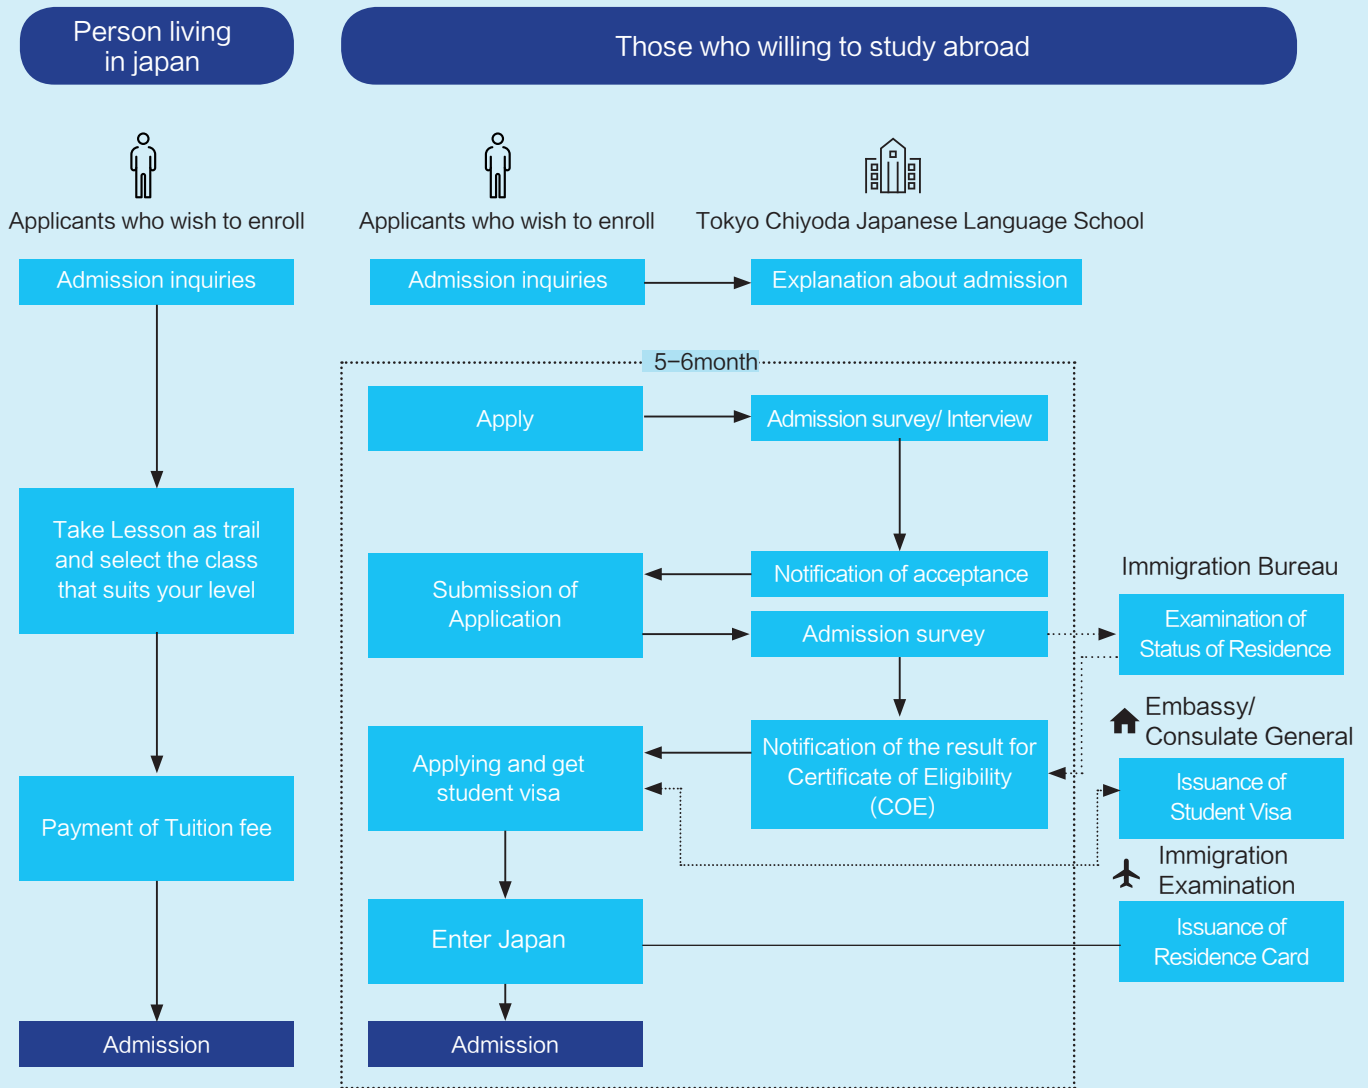 Person living
in japan
Those who willing to study abroad
Applicants who wish to enroll
Applicants who wish to enroll
Tokyo Chiyoda Japanese Language School
Admission inquiries
Admission inquiries
Explanation about admission
5−6month
Apply
Admission survey/ Interview
Take Lesson as trail
and select the class
that suits your level
Submission of
Application
Notification of acceptance
Admission survey
Immigration Bureau
Examination of
Status of Residence
Embassy/
Consulate General
Applying and get
student visa
Notification of the result for
Certificate of Eligibility
(COE)
Issuance of
Student Visa
Payment of Tuition fee
Immigration
Examination
Enter Japan
Issuance of
Residence Card
Admission
Admission